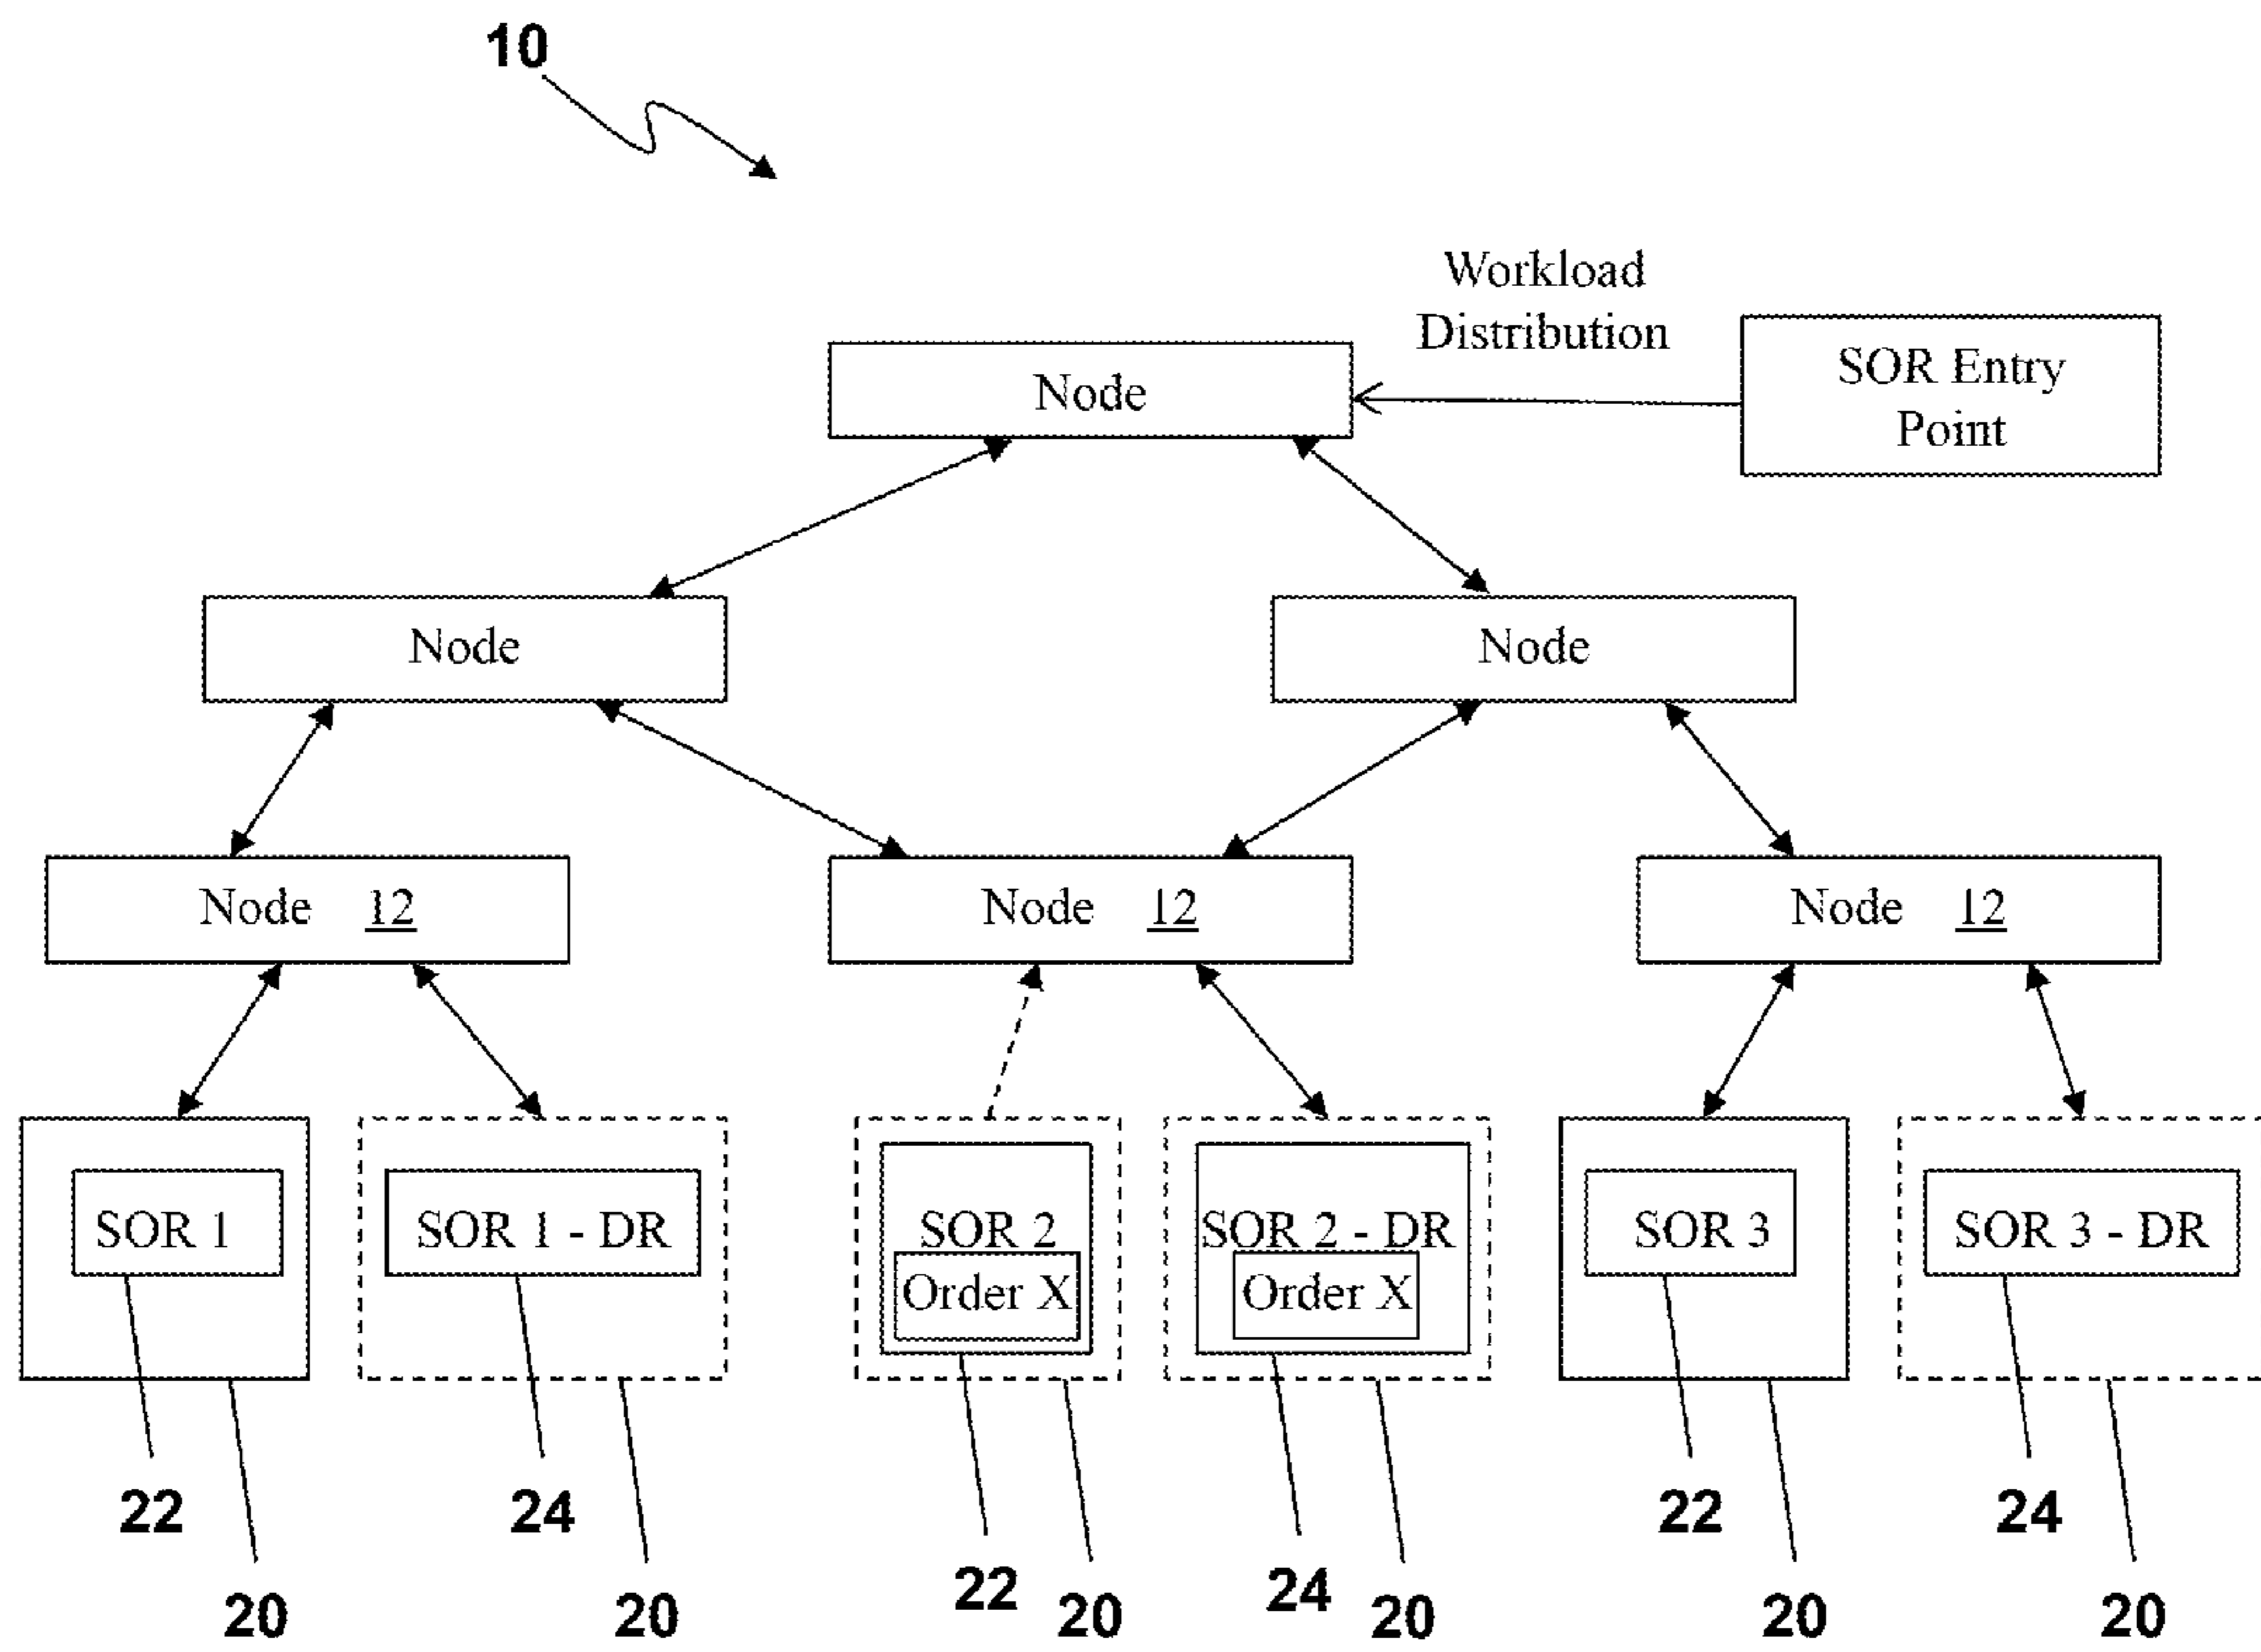 10
Workload
Distribution
Node
SOR Entry
Point
Node
Node
Node 12
Node 12
Node 12
SOR 1
SOR 1 - DR
SOR 2
Order X
SOR 2 - DR
Order X
SOR 3
SOR 3 - DR
22
24
22
24
22
24
20
20
20
20
20
20